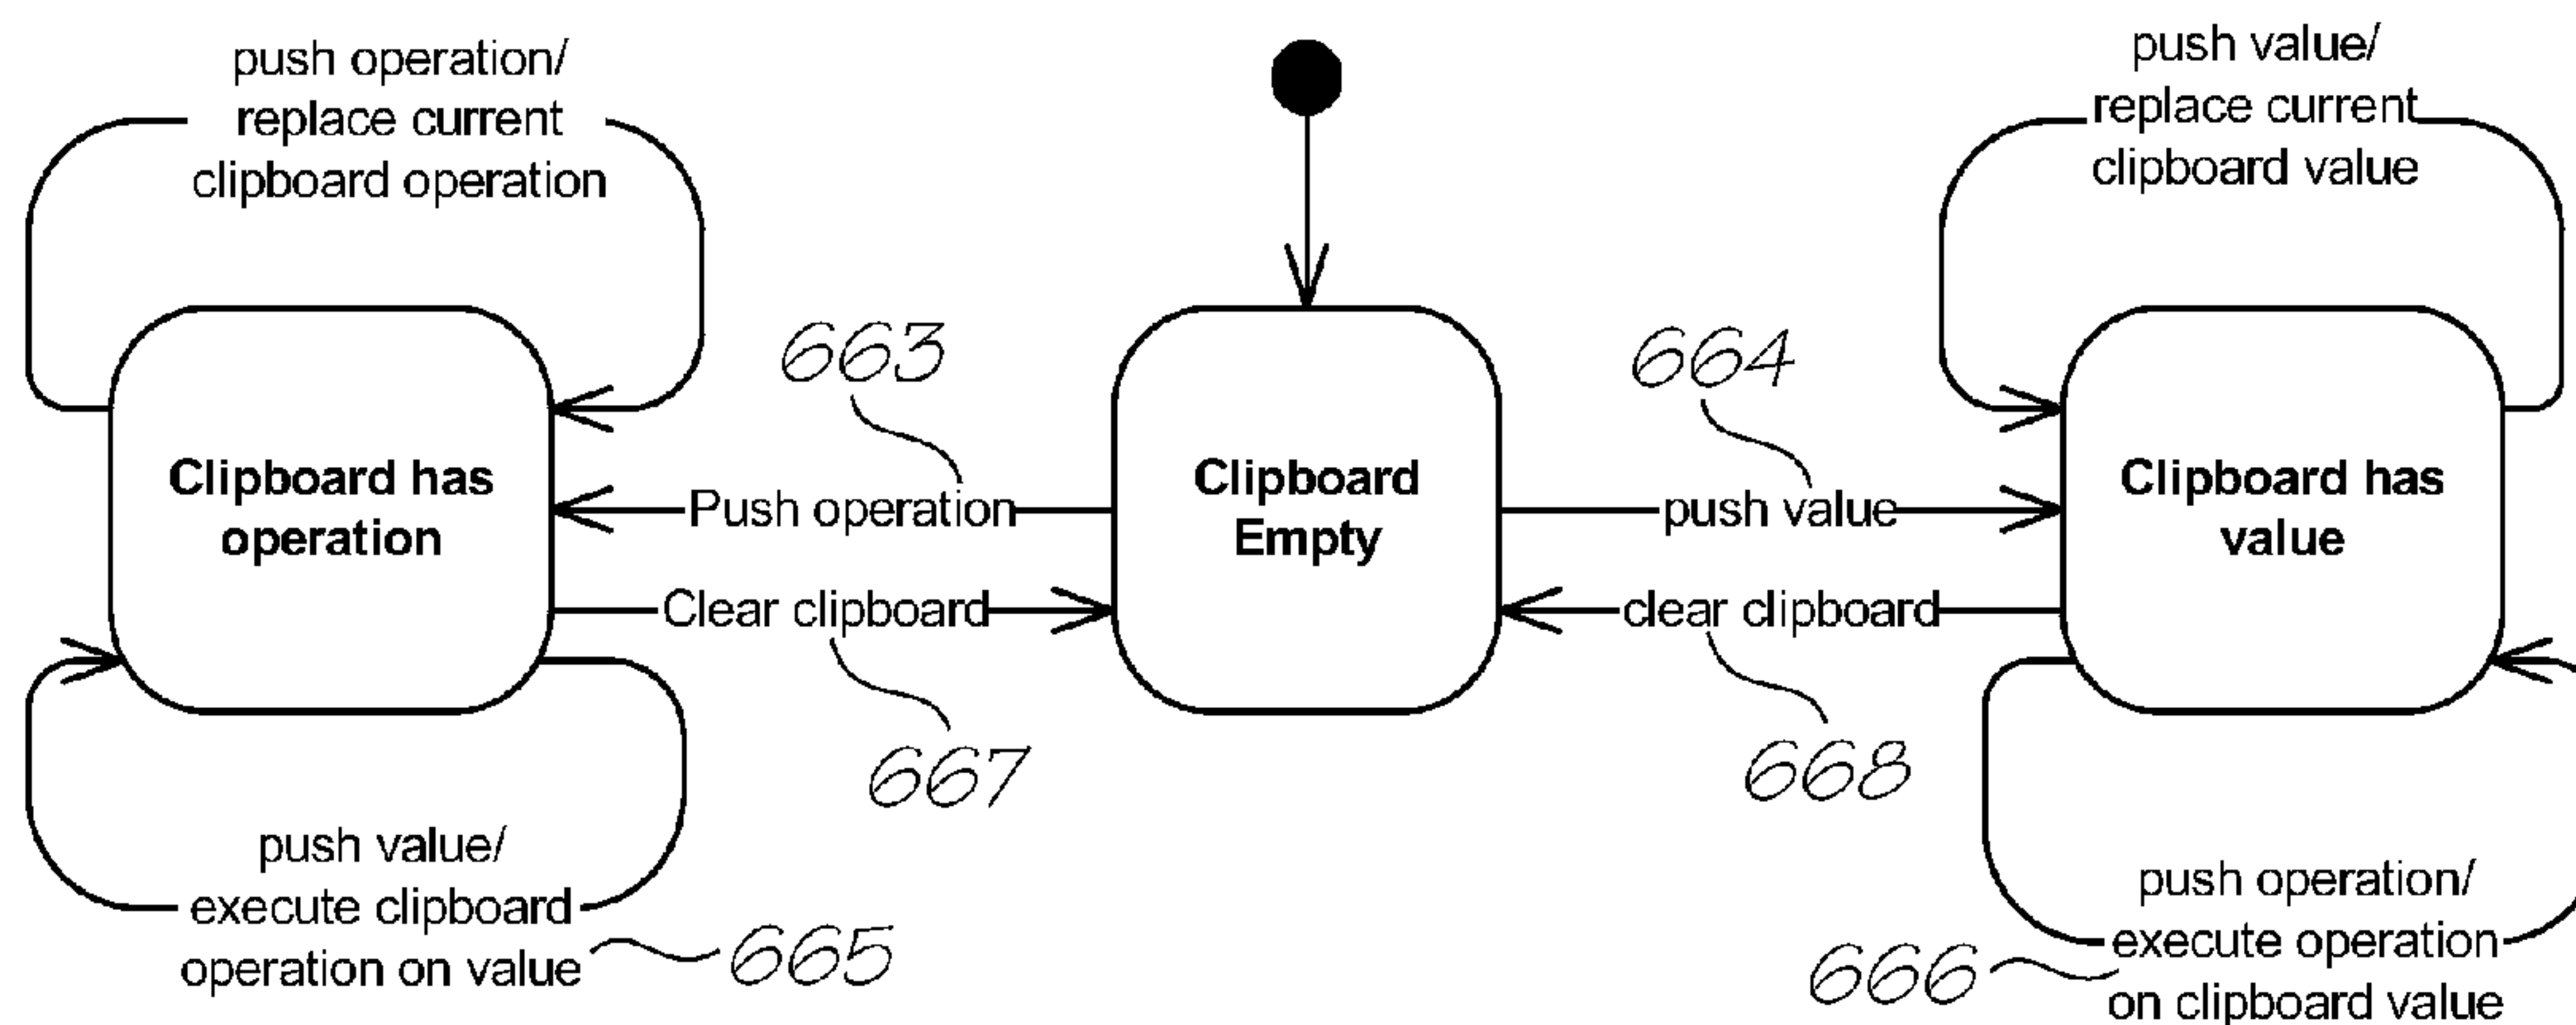 push operation/
replace current
clipboard operation
push value/
replace current
clipboard value
663
664
Clipboard has
operation
Push operation
Clipboard
Empty
push value
Clipboard has
value
Clear clipboard
clear clipboard
667
668
push value/
execute clipboard
operation on value
665
push operation/
execute operation
on clipboard value
666